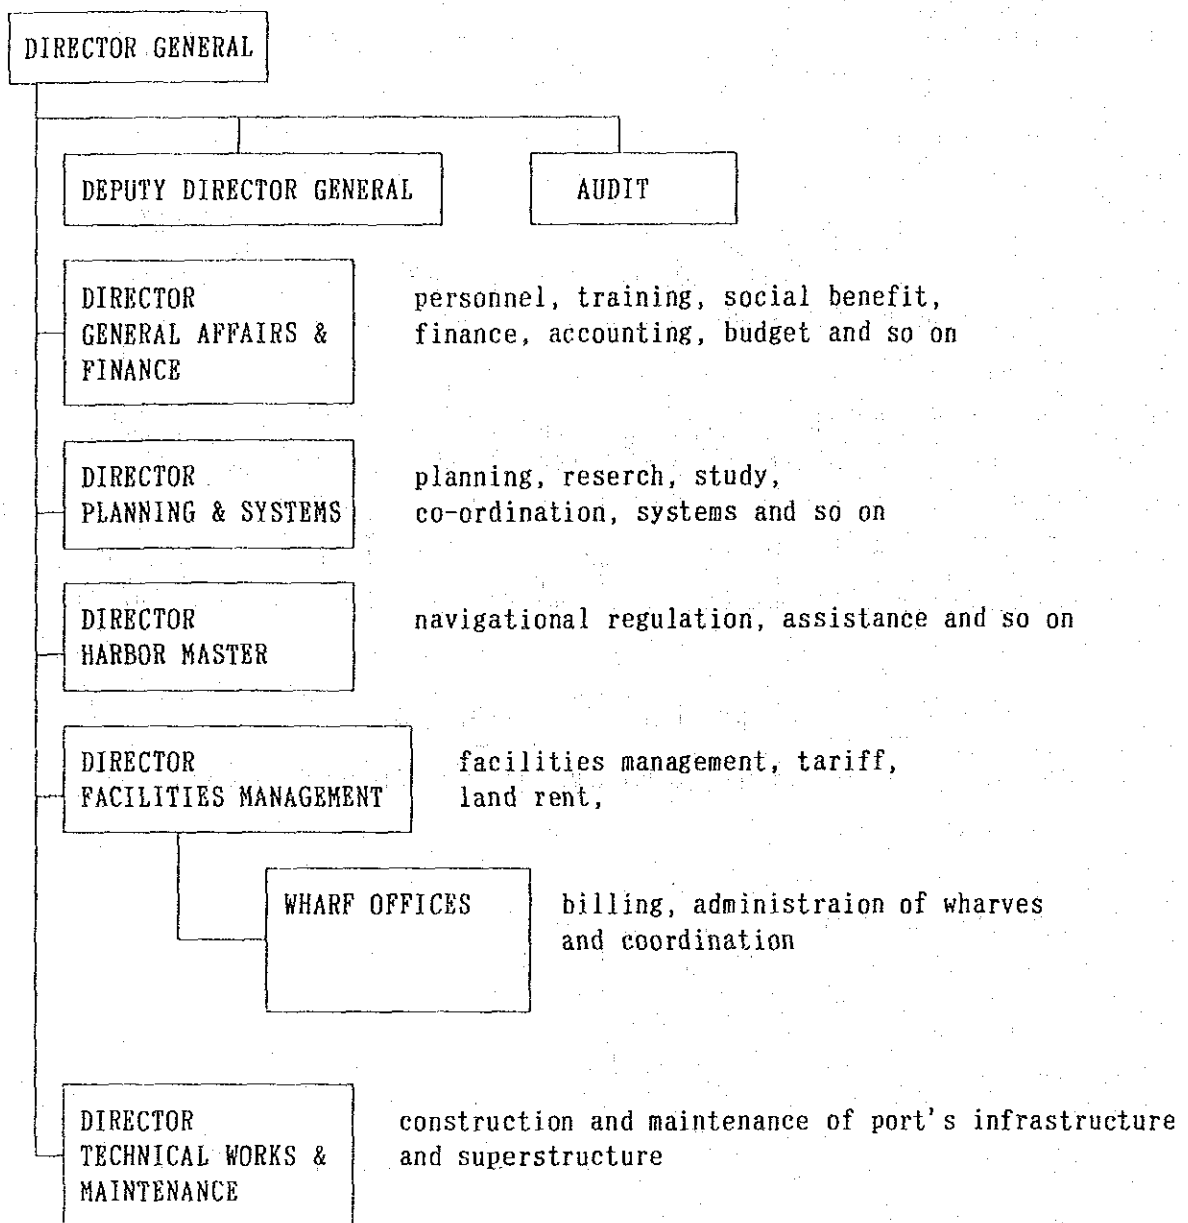 DIRECTOR GENERAL
DEPUTY DIRECTOR GENERAL
AUDIT
DIRECTOR
GENERAL AFFAIRS &
FINANCE
personnel, training, social benefit,
finance, accounting, budget and so on
DIRECTOR
PLANNING & SYSTEMS
planning, reserch, study,
co-ordination, systems and so on
DIRECTOR
HARBOR MASTER
navigational regulation, assistance and so on
DIRECTOR
FACILITIES MANAGEMENT
facilities management, tariff,
land rent,
WHARF OFFICES
billing, administraion of wharves
and coordination
DIRECTOR
TECHNICAL WORKS &
MAINTENANCE
construction and maintenance of port's infrastructure
and superstructure